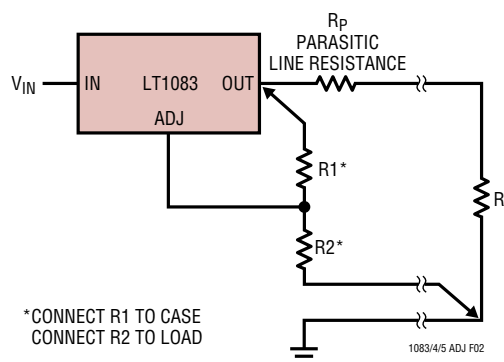 RP
PARASITIC
LINE RESISTANCE
VIN
IN
LT1083
OUT
ADJ
R1*
R2*
R
*CONNECT R1 TO CASE
CONNECT R2 TO LOAD
1083/4/5 ADJ F02